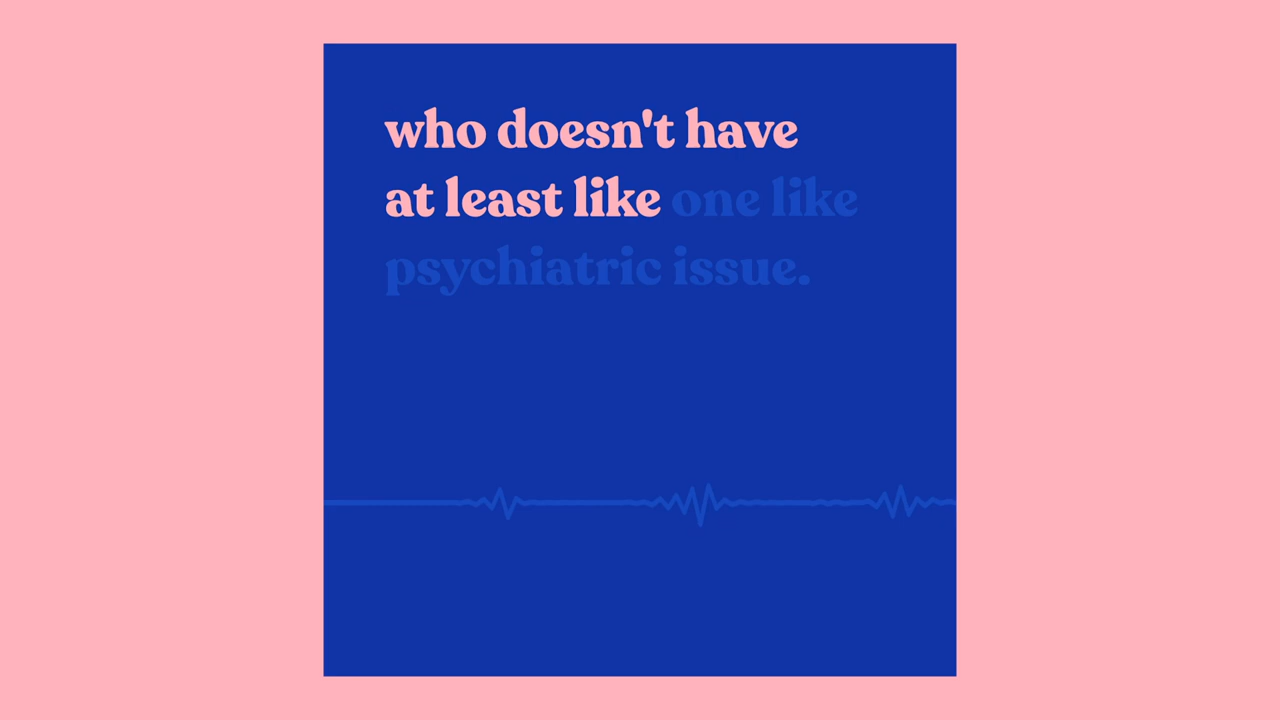 who doesn't have
at least like one like
psychiatric issue.